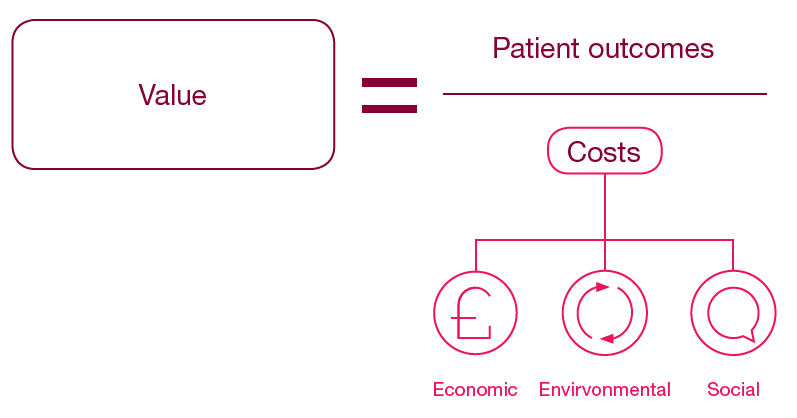 Value
=
Patient outcomes
Costs
£
Economic
Envirvonmental
Social